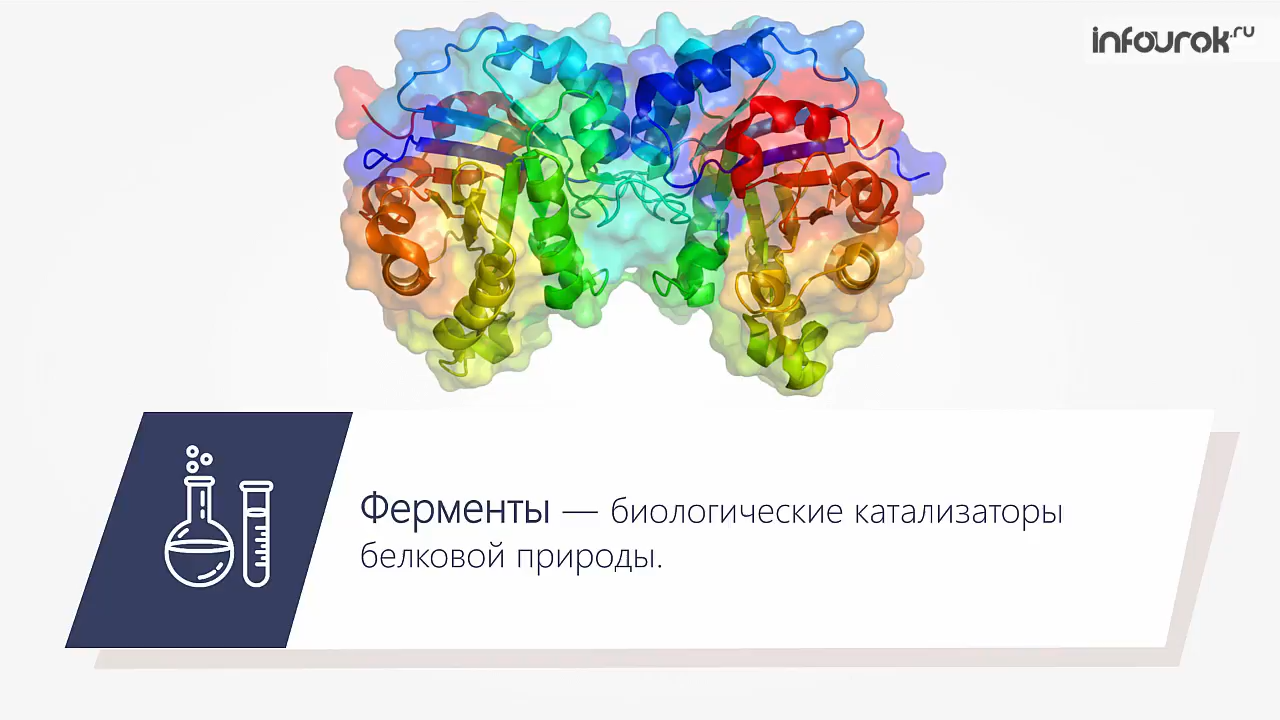 infourok.ru
Ферменты — биологические катализаторы
белковой природы.